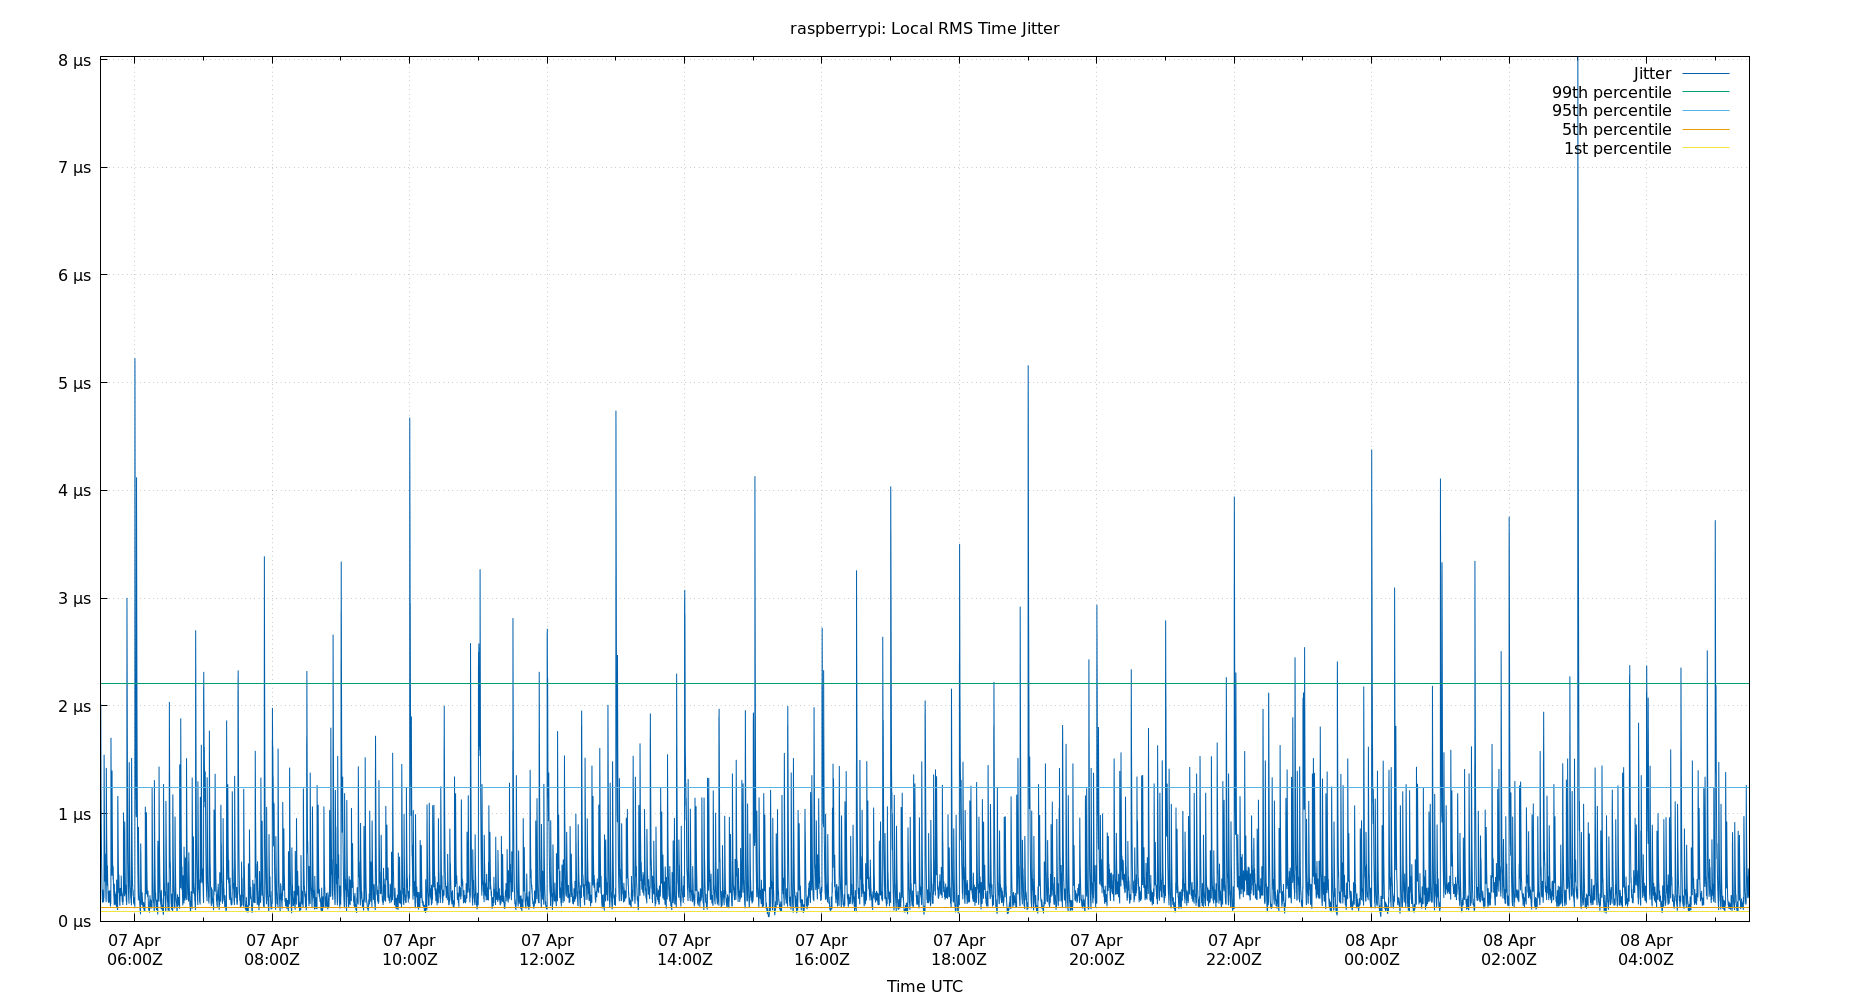 raspberrypi: Local RMS Time Jitter
8 µs
7 µs
6 µs
5 µs
4 µs
3 µs
2 µs
1 µs
0 µs
Jitter
99th percentile
95th percentile
5th percentile
1st percentile
07 Apr 07 Apr 07 Apr 07 Apr 07 Apr 07 Apr 07 Apr 07 Apr 07 Apr 08 Apr 08 Apr 08 Apr
06:00Z 08:00Z 10:00Z 12:00Z 14:00Z 16:00Z 18:00Z 20:00Z 22:00Z 00:00Z 02:00Z 04:00Z
Time UTC